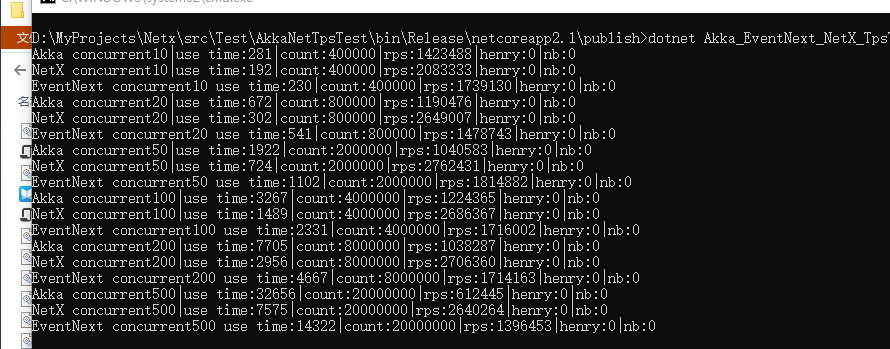 C:\WINDOWS\system32\cmd.exe
文
名
D:\MyProjects\Netx\src\Test\AkkaNetTpsTest\bin\Release\netcoreapp2.1\publish>dotnet Akka_EventNext_NetX_Tps
Akka concurrent10|use time:281|count:400000|rps:1423488|henry:0|nb:0
NetX concurrent10|use time:192|count:400000|rps:2083333|henry:0|nb:0
EventNext concurrent10 use time:230|count:400000|rps:1739130|henry:0|nb:0
Akka concurrent20|use time:672|count:800000|rps:1190476|henry:0|nb:0
NetX concurrent20|use time:302|count:800000|rps:2649007|henry:0|nb:0
EventNext concurrent20 use time:541|count:800000|rps:1478743|henry:0|nb:0
Akka concurrent50|use time:1922|count:2000000|rps:1040583|henry:0|nb:0
NetX concurrent50|use time:724|count:2000000|rps:2762431|henry:0|nb:0
EventNext concurrent50 use time:1102|count:2000000|rps:1814882|henry:0|nb:0
Akka concurrent100|use time:3267|count:4000000|rps:1224365|henry:0|nb:0
NetX concurrent100|use time:1489|count:4000000|rps:2686367|henry:0|nb:0
EventNext concurrent100 use time:2331|count:4000000|rps:1716002|henry:0|nb:0
Akka concurrent200|use time:7705|count:8000000|rps:1038287|henry:0|nb:0
NetX concurrent200|use time:2956|count:8000000|rps:2706360|henry:0|nb:0
EventNext concurrent200 use time:4667|count:8000000|rps:1714163|henry:0|nb:0
Akka concurrent500|use time:32656|count:20000000|rps:612445|henry:0|nb:0
NetX concurrent500|use time:7575|count:20000000|rps:2640264|henry:0|nb:0
EventNext concurrent500 use time:14322|count:20000000|rps:1396453|henry:0|nb:0